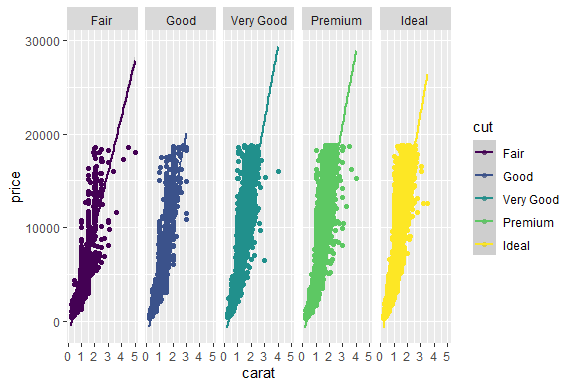 Fair Good Very Good Premium Ideal
30000
20000
10000
0
price
0 1 2 3 4 5 0 1 2 3 4 5 0 1 2 3 4 5 0 1 2 3 4 5 0 1 2 3 4 5
carat
cut
Fair
Good
Very Good
Premium
Ideal